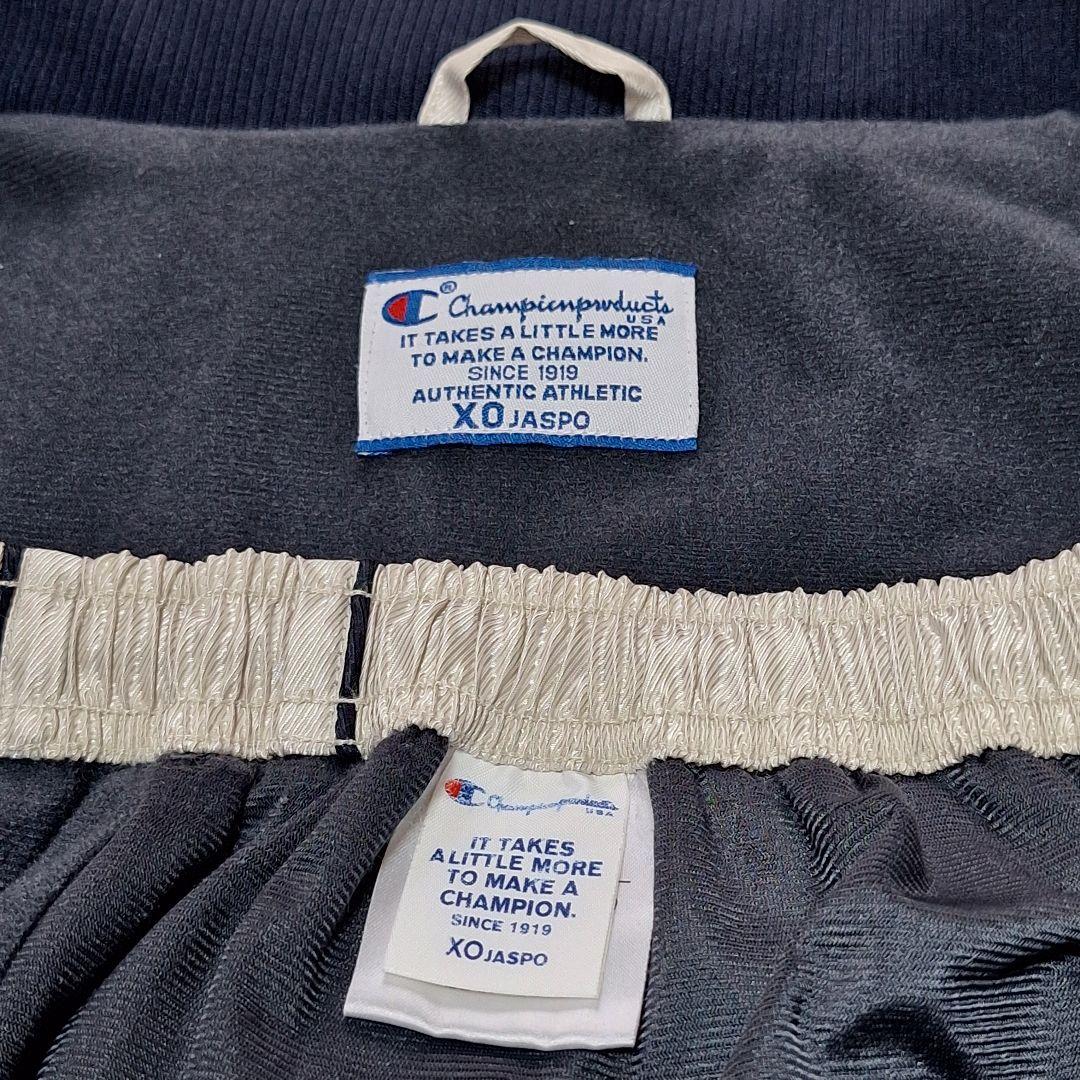 C® Championproducts
USA
IT TAKES A LITTLE MORE
TO MAKE A CHAMPION.
SINCE 1919
AUTHENTIC ATHLETIC
XO JASPO
C Championproducts
USA
IT TAKES
A LITTLE MORE
TO MAKE A
CHAMPION.
SINCE 1919
XO JASPO